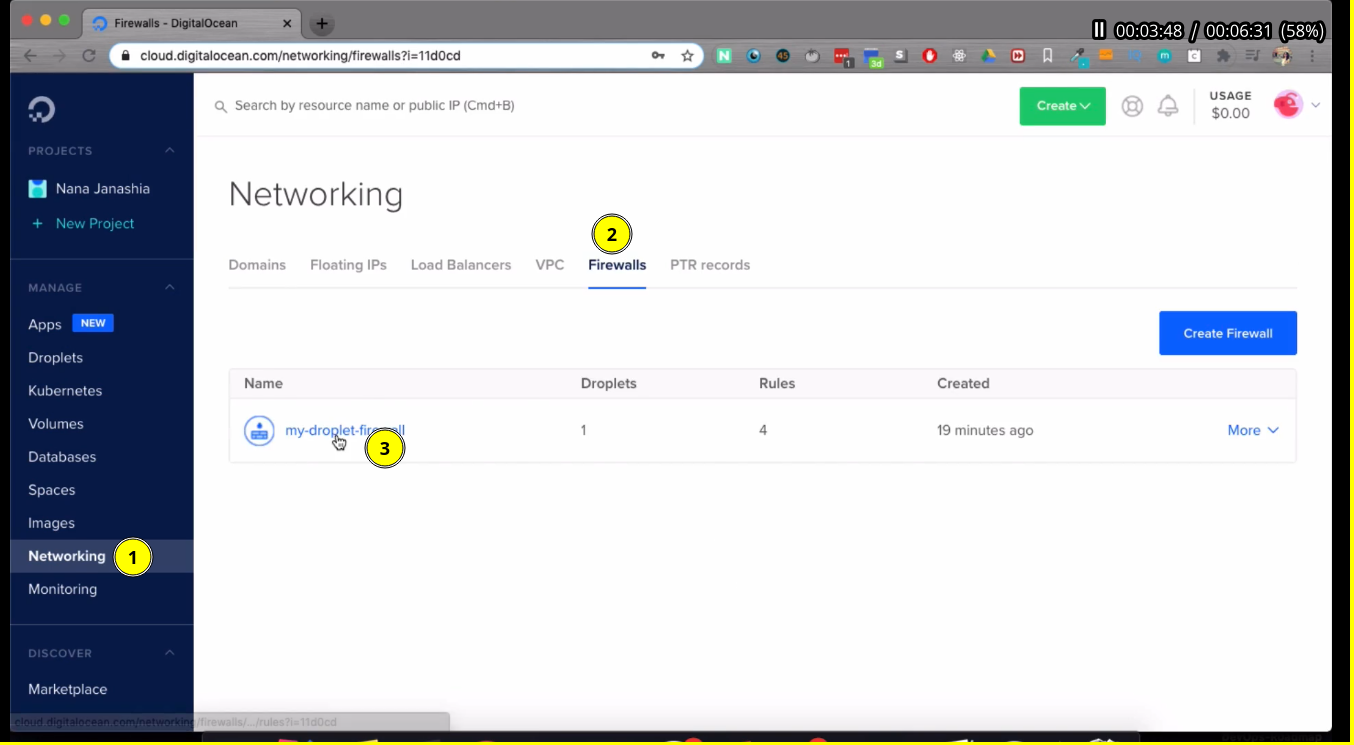 Firewalls - DigitalOcean
00:03:48 / 00:06:31 (58%)
cloud.digitalocean.com/networking/firewalls?i=11d0cd
Search by resource name or public IP (Cmd+B)
Create
USAGE
$0.00
PROJECTS
Nana Janashia
+ New Project
MANAGE
Apps NEW
Droplets
Kubernetes
Volumes
Databases
Spaces
Images
Networking 1
Monitoring
DISCOVER
Marketplace
Networking
2
Domains Floating IPs Load Balancers VPC Firewalls PTR records
Create Firewall
Name Droplets Rules Created
my-droplet-firewall 1 4 19 minutes ago More
3
cloud.digitalocean.com/networking/firewalls/.../rules?i=11d0cd